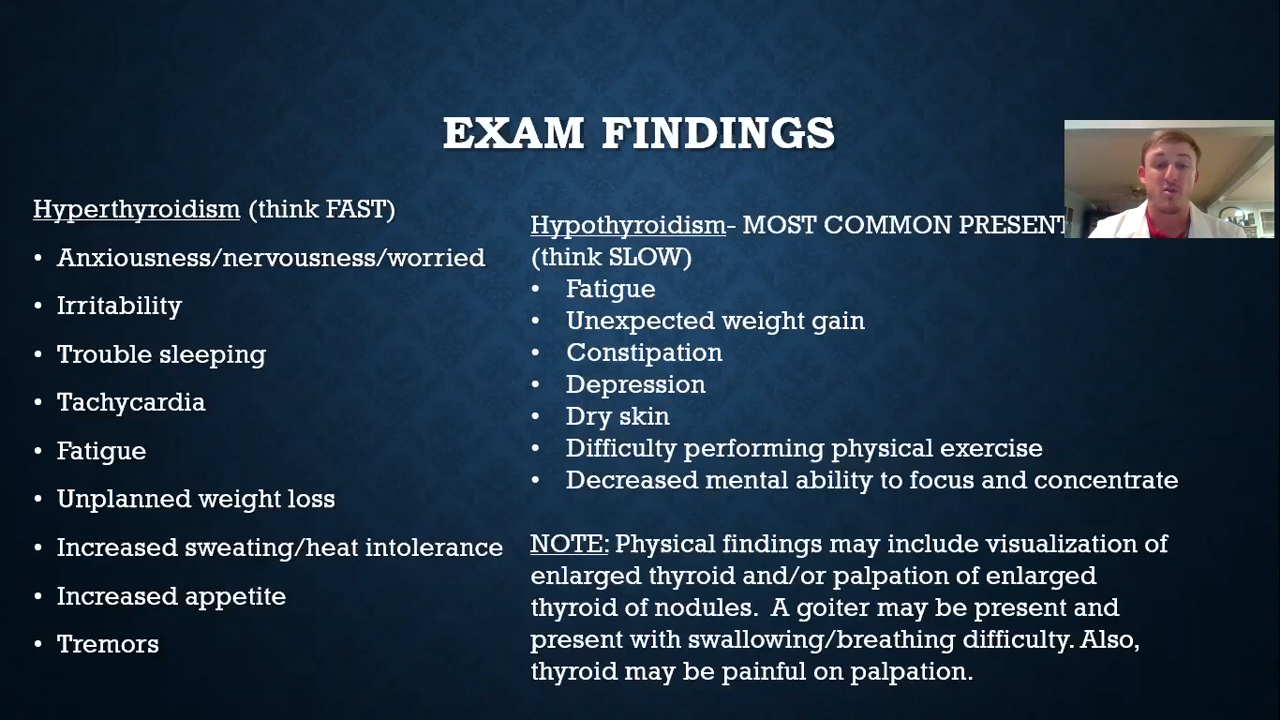 EXAM FINDINGS
Hyperthyroidism (think FAST)
• Anxiousness/nervousness/worried
• Irritability
• Trouble sleeping
• Tachycardia
• Fatigue
• Unplanned weight loss
• Increased sweating/heat intolerance
• Increased appetite
• Tremors
Hypothyroidism- MOST COMMON PRESENT
(think SLOW)
• Fatigue
• Unexpected weight gain
• Constipation
• Depression
• Dry skin
• Difficulty performing physical exercise
• Decreased mental ability to focus and concentrate
NOTE: Physical findings may include visualization of
enlarged thyroid and/or palpation of enlarged
thyroid of nodules. A goiter may be present and
present with swallowing/breathing difficulty. Also,
thyroid may be painful on palpation.